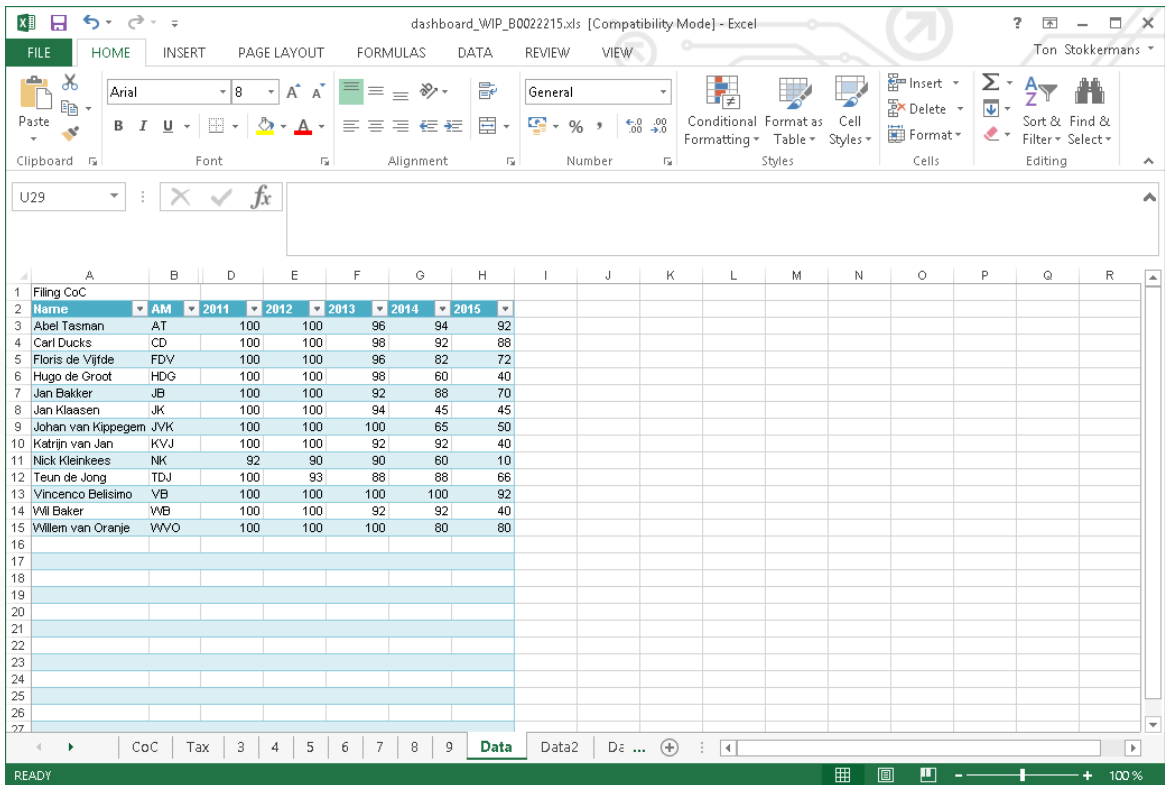 dashboard_WIP_B0022215.xls [Compatibility Mode] - Excel
?
FILE HOME INSERT PAGE LAYOUT FORMULAS DATA REVIEW VIEW Ton Stokkermans
Arial 8 A A General Insert
Paste Delete
B I U A % , Conditional Format as Cell Sort & Find &
Formatting Table Styles Format Filter Select
Clipboard Font Alignment Number Styles Cells Editing
U29 fx
A B D E F G H I J K L M N O P Q R
1 Filing CoC
2 Name AM 2011 2012 2013 2014 2015
3 Abel Tasman AT 100 100 96 94 92
4 Carl Ducks CD 100 100 98 92 88
5 Floris de Vijfde FDV 100 100 96 82 72
6 Hugo de Groot HDG 100 100 98 60 40
7 Jan Bakker JB 100 100 92 88 70
8 Jan Klaasen JK 100 100 94 45 45
9 Johan van Kippegem JVK 100 100 100 65 50
10 Katrijn van Jan KVJ 100 100 92 92 40
11 Nick Kleinkees NK 92 90 90 60 10
12 Teun de Jong TDJ 100 93 88 88 66
13 Vincenco Belisimo VB 100 100 100 100 92
14 Wil Baker WB 100 100 92 92 40
15 Willem van Oranje WVO 100 100 100 80 80
16
17
18
19
20
21
22
23
24
25
26
27
CoC Tax 3 4 5 6 7 8 9 Data Data2 Da ...
READY 100 %